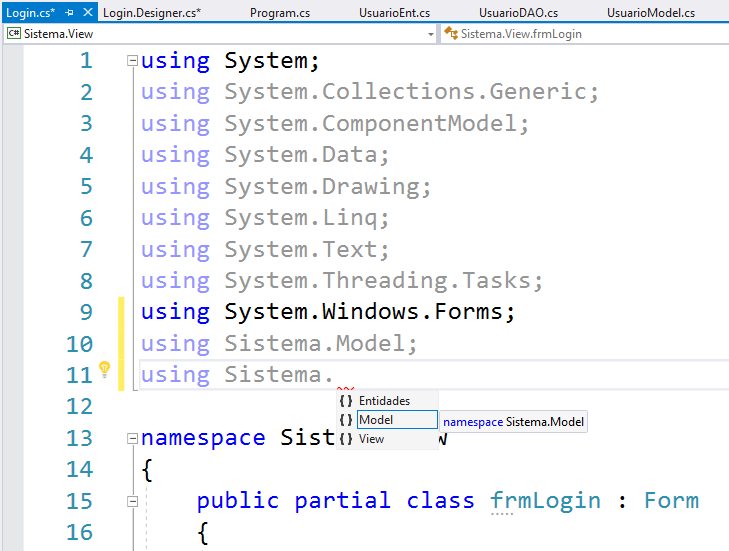 Login.cs* Login.Designer.cs* Program.cs UsuarioEnt.cs UsuarioDAO.cs UsuarioModel.cs
C# Sistema.View Sistema.View.frmLogin
1 using System;
2 using System.Collections.Generic;
3 using System.ComponentModel;
4 using System.Data;
5 using System.Drawing;
6 using System.Linq;
7 using System.Text;
8 using System.Threading.Tasks;
9 using System.Windows.Forms;
10 using Sistema.Model;
11 using Sistema.
{ } Entidades
12
{ } Model namespace Sistema.Model
13 namespace Sist w
{ } View
14 {
15 public partial class frmLogin : Form
16 {